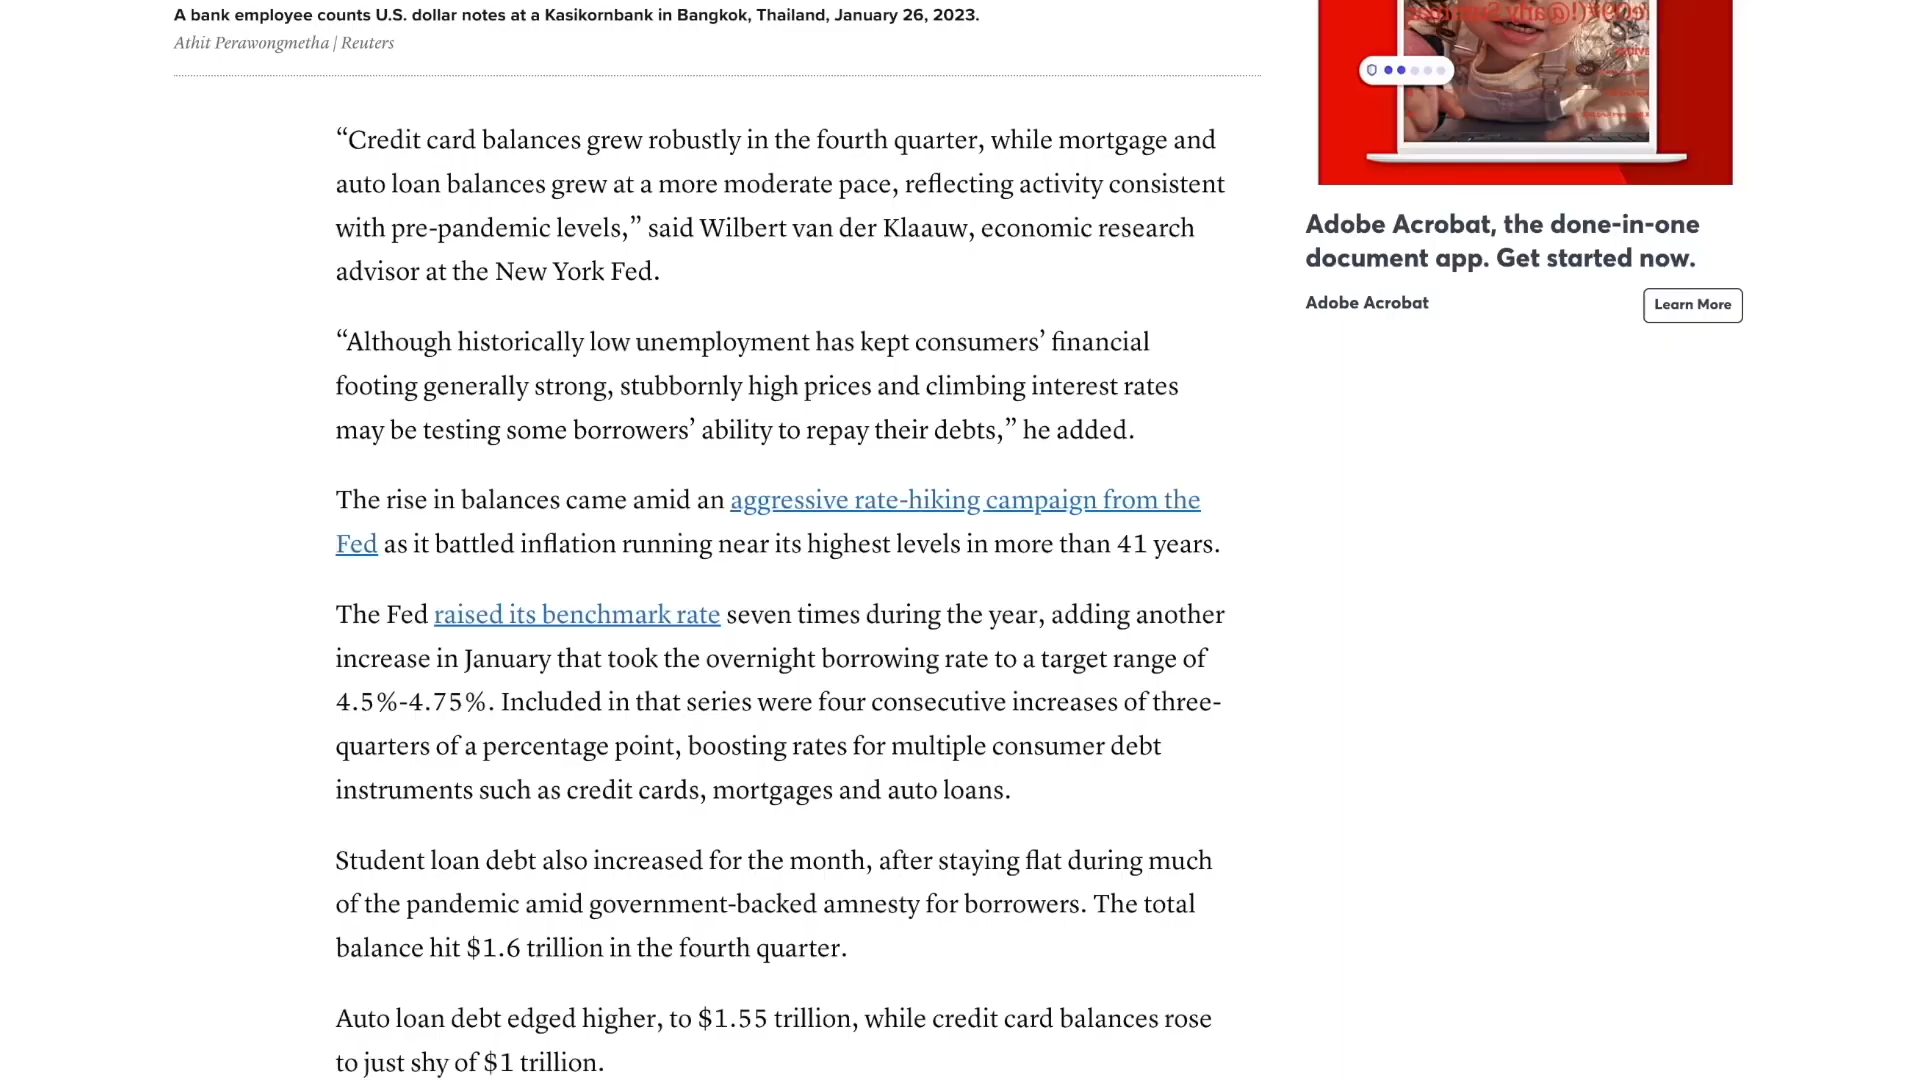 A bank employee counts U.S. dollar notes at a Kasikornbank in Bangkok, Thailand, January 26, 2023.
Athit Perawongmetha | Reuters
“Credit card balances grew robustly in the fourth quarter, while mortgage and
auto loan balances grew at a more moderate pace, reflecting activity consistent
with pre-pandemic levels,” said Wilbert van der Klaauw, economic research
advisor at the New York Fed.
“Although historically low unemployment has kept consumers’ financial
footing generally strong, stubbornly high prices and climbing interest rates
may be testing some borrowers’ ability to repay their debts,” he added.
The rise in balances came amid an aggressive rate-hiking campaign from the
Fed as it battled inflation running near its highest levels in more than 41 years.
The Fed raised its benchmark rate seven times during the year, adding another
increase in January that took the overnight borrowing rate to a target range of
4.5%-4.75%. Included in that series were four consecutive increases of three-
quarters of a percentage point, boosting rates for multiple consumer debt
instruments such as credit cards, mortgages and auto loans.
Student loan debt also increased for the month, after staying flat during much
of the pandemic amid government-backed amnesty for borrowers. The total
balance hit $1.6 trillion in the fourth quarter.
Auto loan debt edged higher, to $1.55 trillion, while credit card balances rose
to just shy of $1 trillion.
Adobe Acrobat, the done-in-one
document app. Get started now.
Adobe Acrobat
Learn More